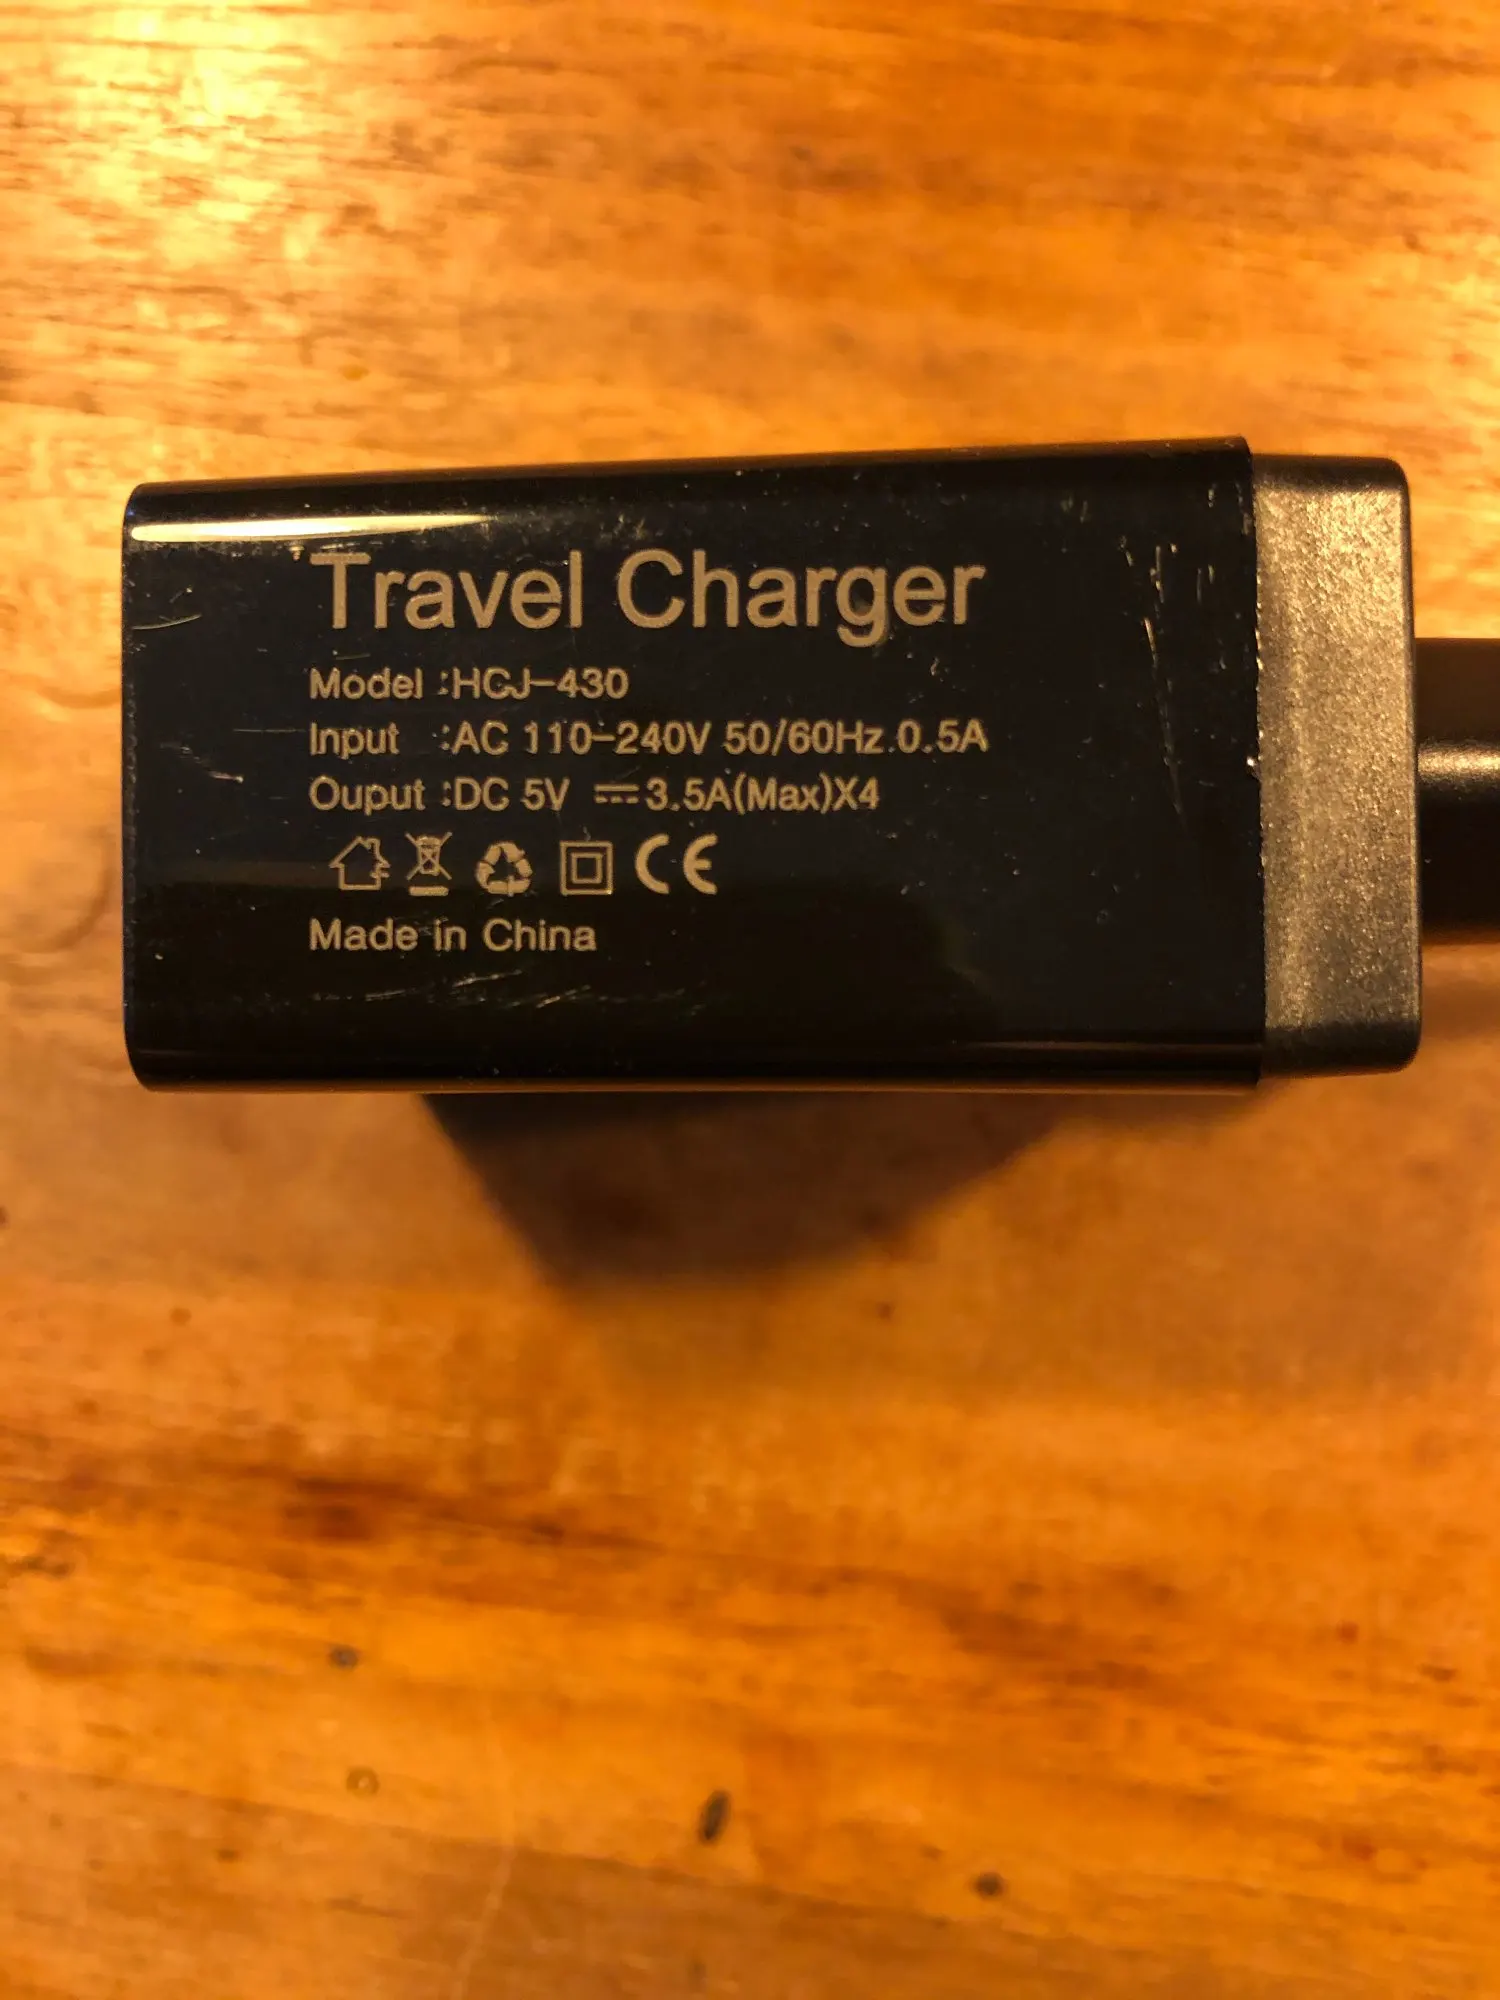 Travel Charger
Model :HCJ-430
Input :AC 110-240V 50/60Hz.0.5A
Ouput :DC 5V ⎓3.5A(Max)X4
CE
Made in China